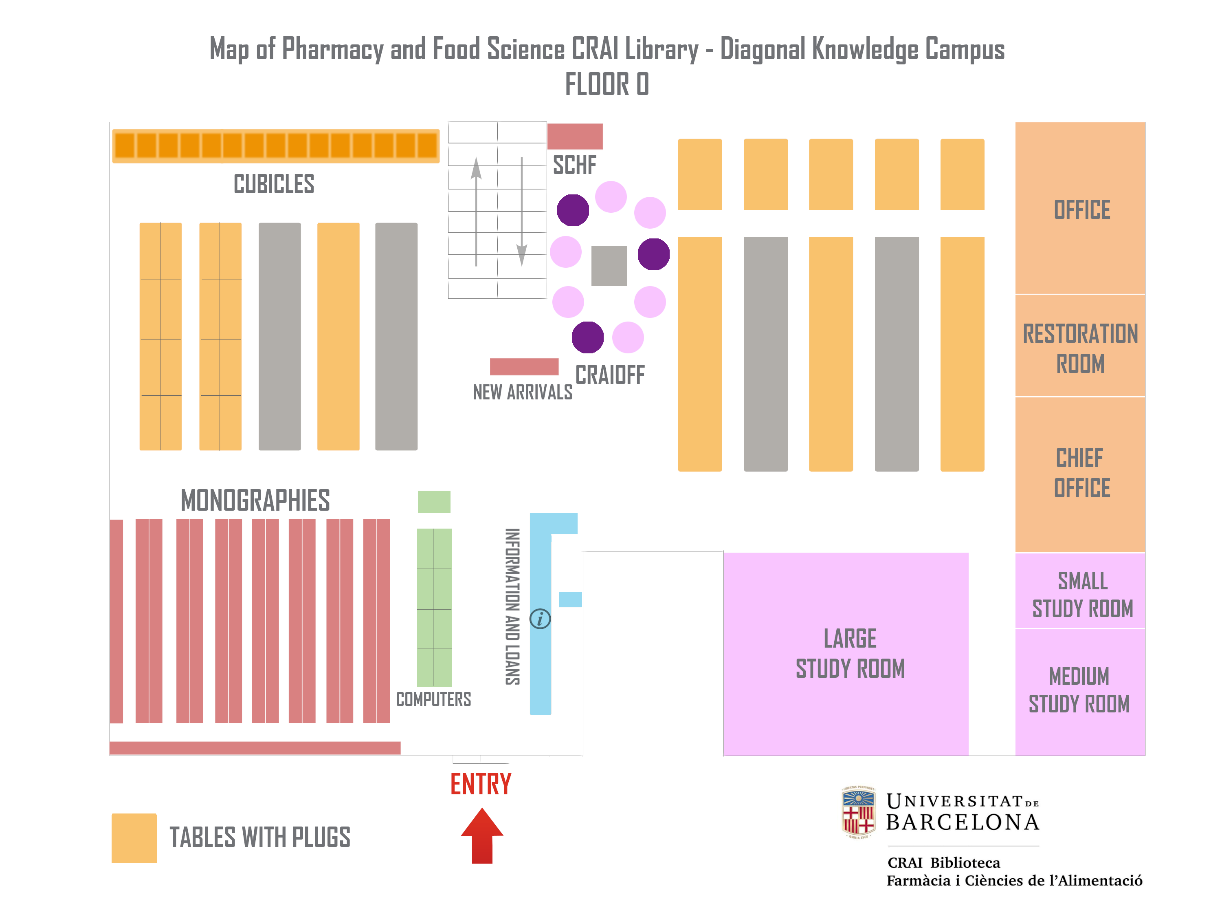 Map of Pharmacy and Food Science CRAI Library - Diagonal Knowledge Campus
FLOOR 0
SCHF
CUBICLES
OFFICE
RESTORATION
ROOM
CRAIOFF
NEW ARRIVALS
CHIEF
OFFICE
MONOGRAPHIES
INFORMATION AND LOANS
i
COMPUTERS
LARGE
STUDY ROOM
SMALL
STUDY ROOM
MEDIUM
STUDY ROOM
ENTRY
TABLES WITH PLUGS
UNIVERSITAT DE
BARCELONA
CRAI Biblioteca
Farmàcia i Ciències de l'Alimentació